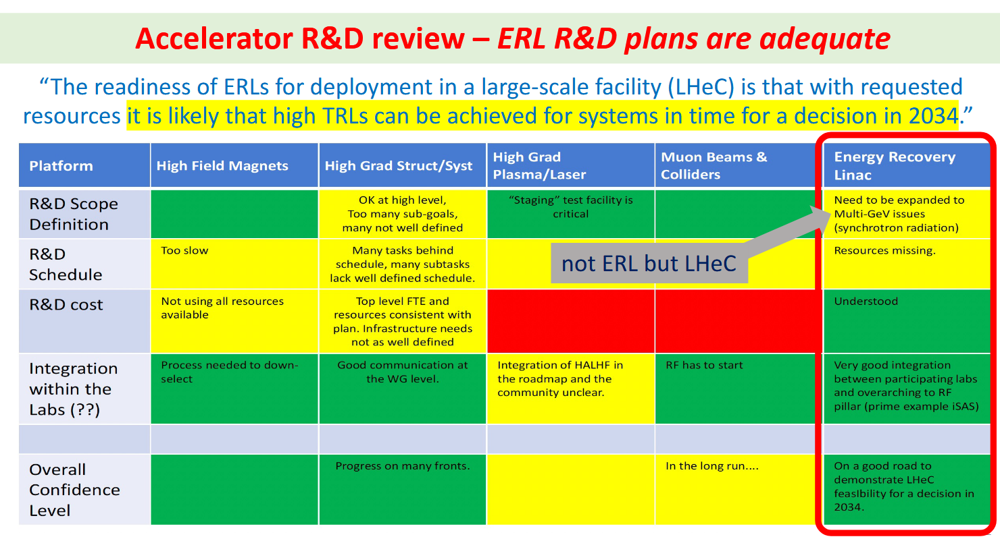 Accelerator R&D review – ERL R&D plans are adequate
“The readiness of ERLs for deployment in a large-scale facility (LHeC) is that with requested
resources it is likely that high TRLs can be achieved for systems in time for a decision in 2034.”
Platform
High Field Magnets
High Grad Struct/Syst
High Grad
Plasma/Laser
Muon Beams &
Colliders
Energy Recovery
Linac
R&D Scope
Definition
OK at high level,
Too many sub-goals,
many not well defined
“Staging” test facility is
critical
Need to be expanded to
Multi-GeV issues
(synchrotron radiation)
R&D
Schedule
Too slow
Many tasks behind
schedule, many subtasks
lack well defined schedule.
not ERL but LHeC
Resources missing.
R&D cost
Not using all resources
available
Top level FTE and
resources consistent with
plan. Infrastructure needs
not as well defined
Understood
Integration
within the
Labs (??)
Process needed to down-
select
Good communication at
the WG level.
Integration of HALHF in
the roadmap and the
community unclear.
RF has to start
Very good integration
between participating labs
and overarching to RF
pillar (prime example iSAS)
Overall
Confidence
Level
Progress on many fronts.
In the long run....
On a good road to
demonstrate LHeC
feasIbility for a decision in
2034.